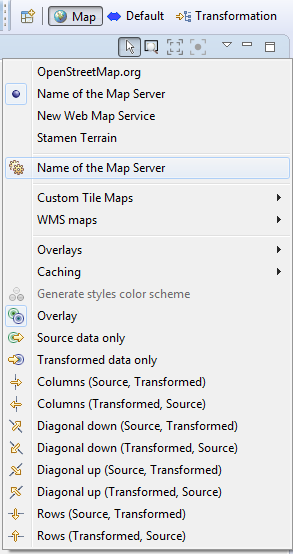 Map Default Transformation
OpenStreetMap.org
Name of the Map Server
New Web Map Service
Stamen Terrain
Name of the Map Server
Custom Tile Maps
WMS maps
Overlays
Caching
Generate styles color scheme
Overlay
Source data only
Transformed data only
Columns (Source, Transformed)
Columns (Transformed, Source)
Diagonal down (Source, Transformed)
Diagonal down (Transformed, Source)
Diagonal up (Source, Transformed)
Diagonal up (Transformed, Source)
Rows (Source, Transformed)
Rows (Transformed, Source)